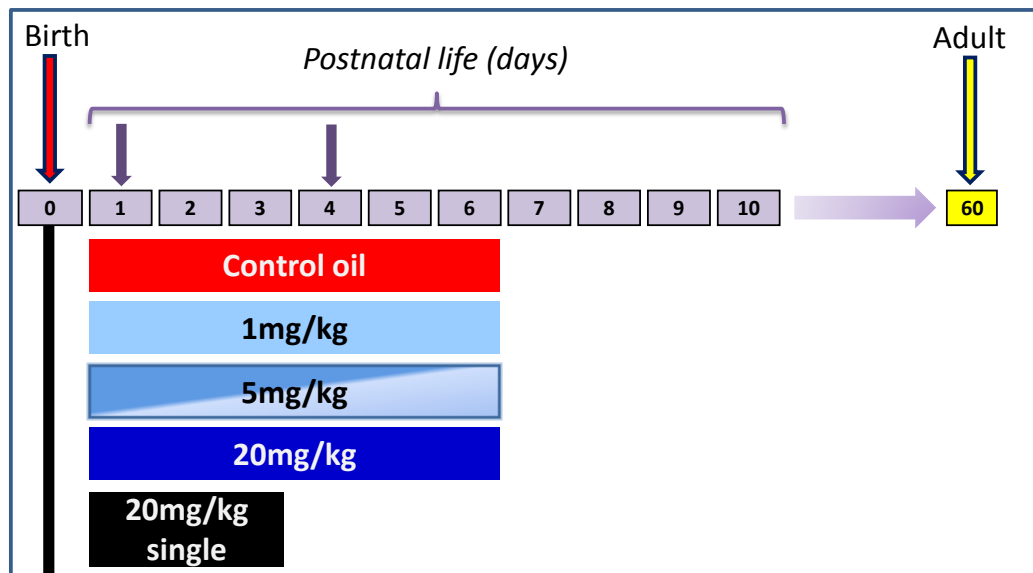 Birth
Adult
Postnatal life (days)
0 1 2 3 4 5 6 7 8 9 10 60
Control oil
1mg/kg
5mg/kg
20mg/kg
20mg/kg
single